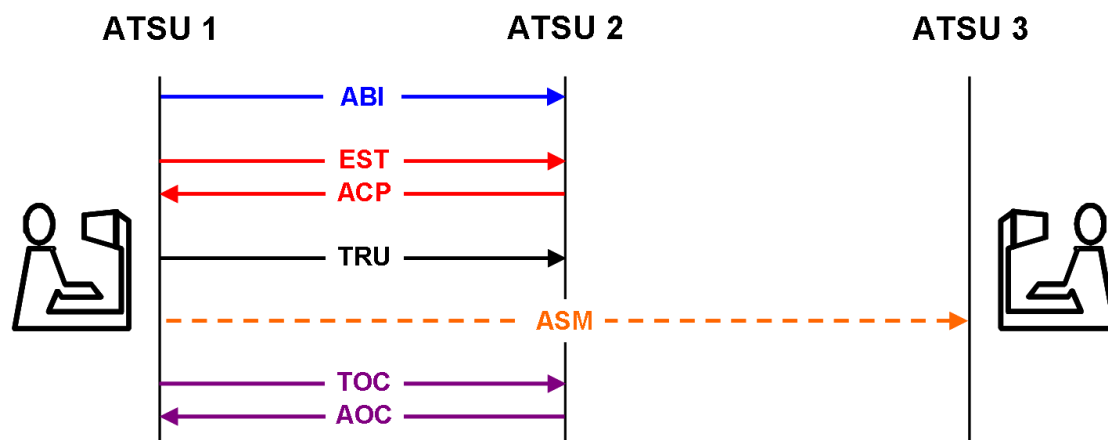 ATSU 1 ATSU 2 ATSU 3
ABI
EST
ACP
TRU
ASM
TOC
AOC